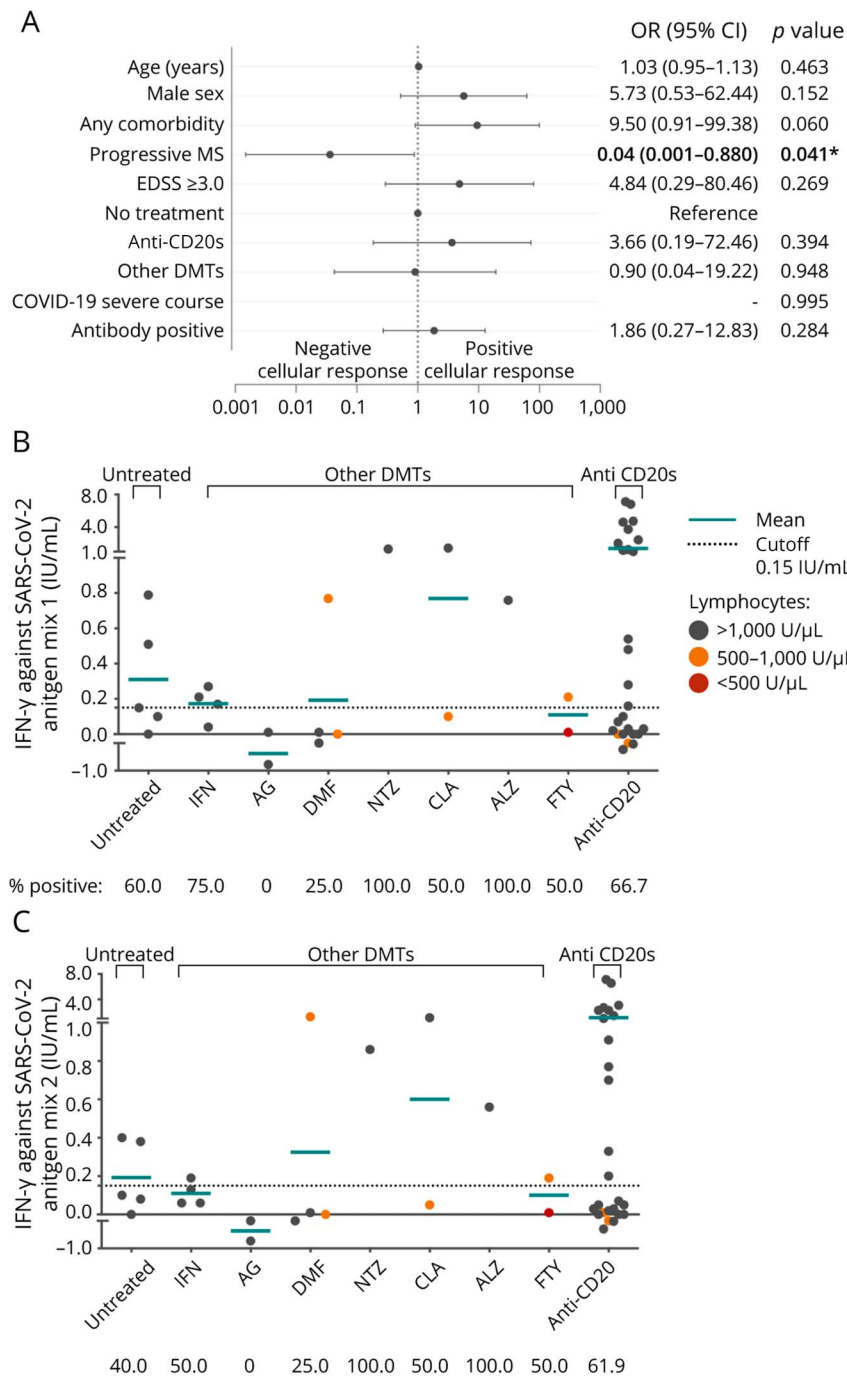 A
OR (95% CI) p value
Age (years) 1.03 (0.95–1.13) 0.463
Male sex 5.73 (0.53–62.44) 0.152
Any comorbidity 9.50 (0.91–99.38) 0.060
Progressive MS 0.04 (0.001–0.880) 0.041*
EDSS ≥3.0 4.84 (0.29–80.46) 0.269
No treatment Reference
Anti-CD20s 3.66 (0.19–72.46) 0.394
Other DMTs 0.90 (0.04–19.22) 0.948
COVID-19 severe course - 0.995
Antibody positive 1.86 (0.27–12.83) 0.284
Negative Positive
cellular response cellular response
0.001 0.01 0.1 1 10 100 1,000
B
Untreated Other DMTs Anti CD20s
IFN-γ against SARS-CoV-2
anitgen mix 1 (IU/mL)
8.0
4.0
1.0
0.8
0.6
0.4
0.2
0.0
–1.0
Mean
Cutoff
0.15 IU/mL
Lymphocytes:
>1,000 U/µL
500–1,000 U/µL
<500 U/µL
Untreated IFN AG DMF NTZ CLA ALZ FTY Anti-CD20
% positive: 60.0 75.0 0 25.0 100.0 50.0 100.0 50.0 66.7
C
Untreated Other DMTs Anti CD20s
IFN-γ against SARS-CoV-2
anitgen mix 2 (IU/mL)
8.0
4.0
1.0
0.8
0.6
0.4
0.2
0.0
–1.0
Untreated IFN AG DMF NTZ CLA ALZ FTY Anti-CD20
40.0 50.0 0 25.0 100.0 50.0 100.0 50.0 61.9